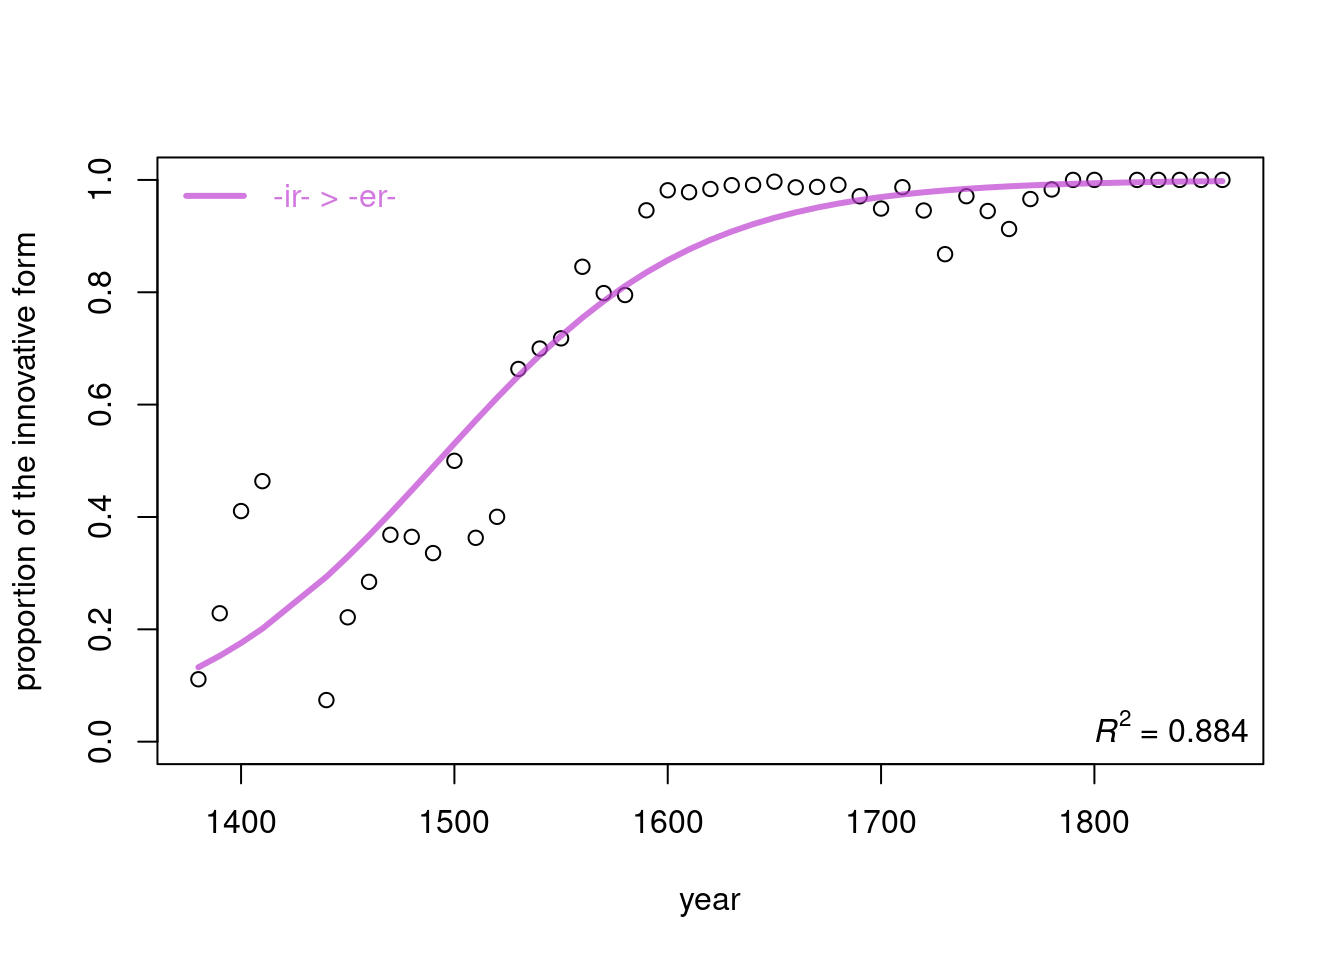 -ir- > -er-
proportion of the innovative form
1.0
0.8
0.6
0.4
0.2
0.0
R² = 0.884
1400 1500 1600 1700 1800
year